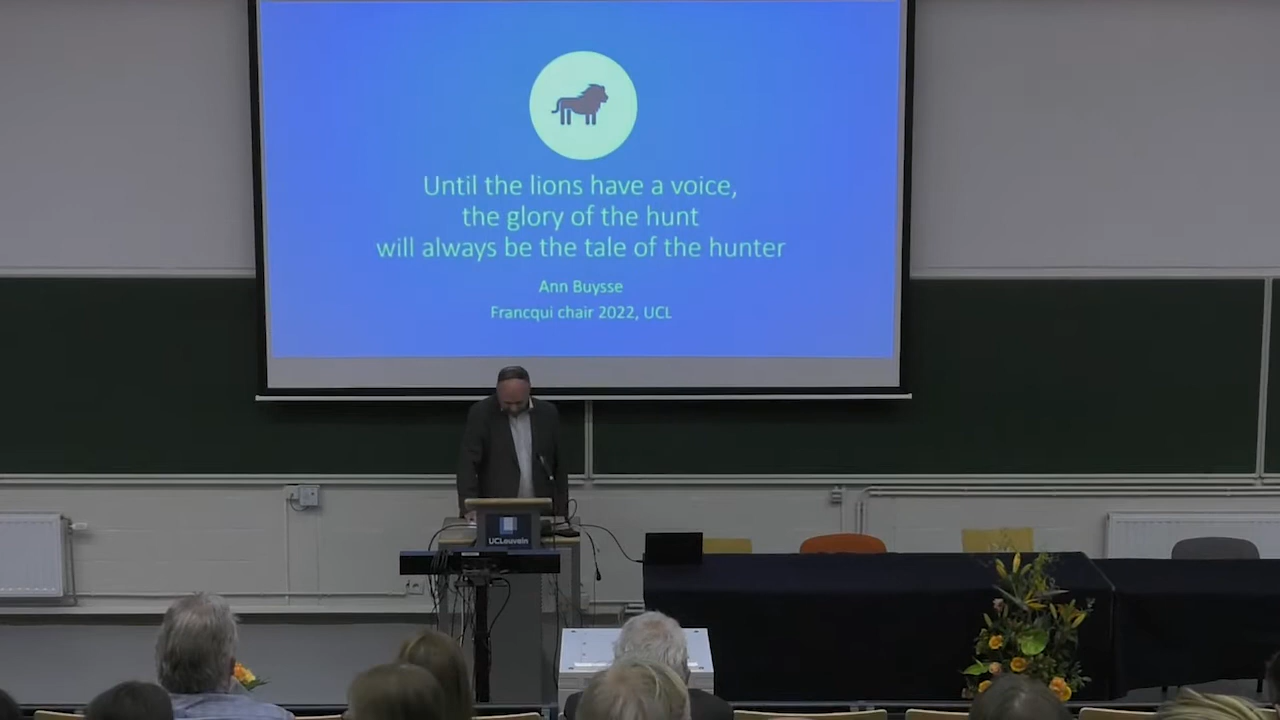 Until the lions have a voice,
the glory of the hunt
will always be the tale of the hunter
Ann Buysse
Francqui chair 2022, UCL
UCLouvain